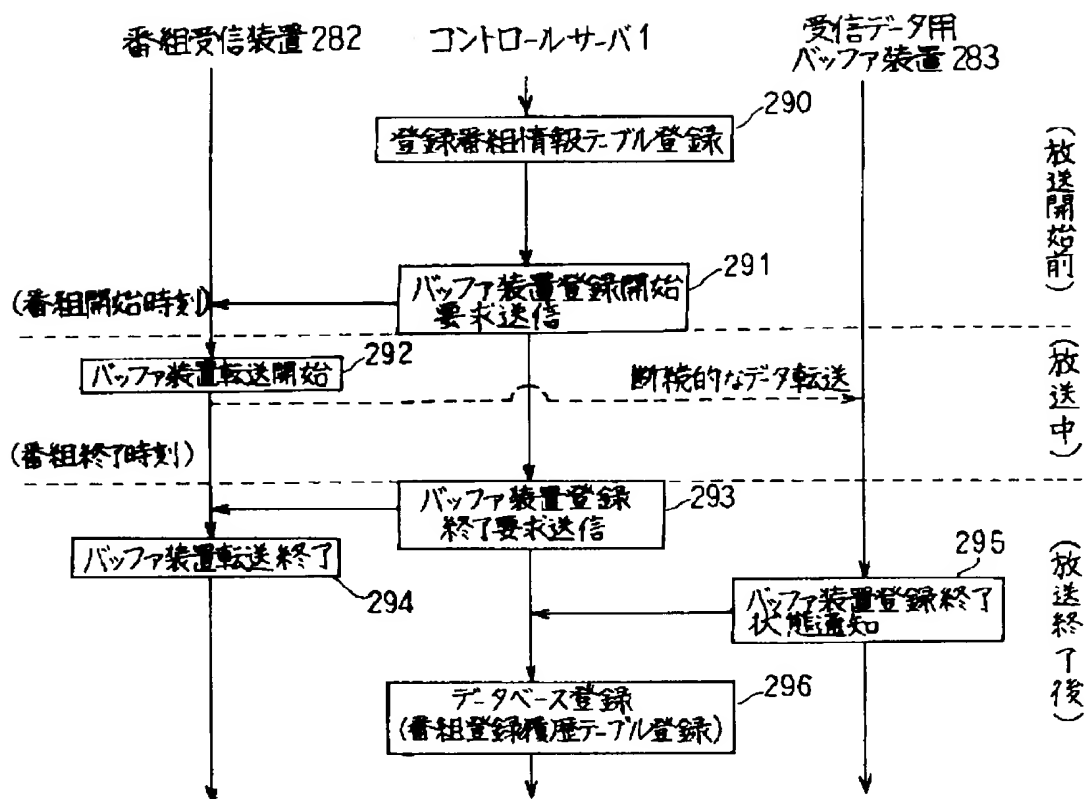 番組受信装置282
コントロールサーバ1
受信データ用
バッファ装置283
290
登録番組情報テーブル登録
(放送開始前)
291
バッファ装置登録開始
要求送信
(番組開始時刻)
292
バッファ装置転送開始
断続的なデータ転送
(放送中)
(番組終了時刻)
293
バッファ装置登録
終了要求送信
バッファ装置転送終了
294
295
バッファ装置登録終了
状態通知
(放送終了後)
296
データベース登録
(番組登録履歴テーブル登録)